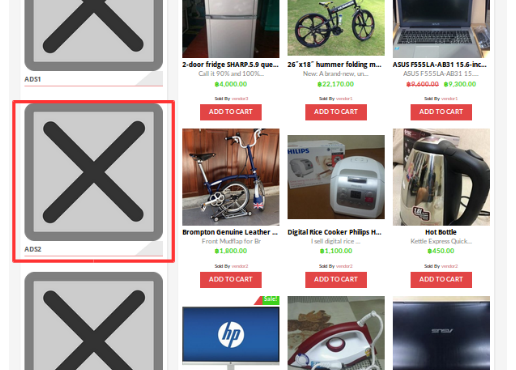 ADS1
ADS2
2-door fridge SHARP.5.9 que...
Call it 90% and 100%...
฿4,000.00
Sold By vendor3
ADD TO CART
26″x18″ hummer folding m...
New: A brand-new, un...
฿22,170.00
Sold By vendor1
ADD TO CART
ASUS F555LA-AB31 15.6-inc...
ASUS F555LA-AB31 15....
฿9,600.00 ฿9,300.00
Sold By vendor1
ADD TO CART
Brompton Genuine Leather ...
Front Mudflap for Br
฿1,800.00
Sold By vendor2
ADD TO CART
PHILIPS
Digital Rice Cooker Philips H...
I sell digital rice ...
฿1,100.00
Sold By vendor2
ADD TO CART
Hot Bottle
Kettle Express Quick...
฿450.00
Sold By vendor2
ADD TO CART
Sale!
hp
ASUS